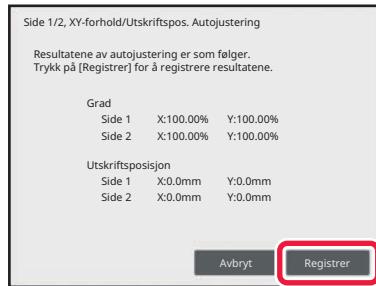 Side 1/2, XY-forhold/Utskriftspos. Autojustering
Resultatene av autojustering er som følger.
Trykk på [Registrer] for å registrere resultatene.
Grad
Side 1 X:100.00% Y:100.00%
Side 2 X:100.00% Y:100.00%
Utskriftsposisjon
Side 1 X:0.0mm Y:0.0mm
Side 2 X:0.0mm Y:0.0mm
Avbryt Registrer